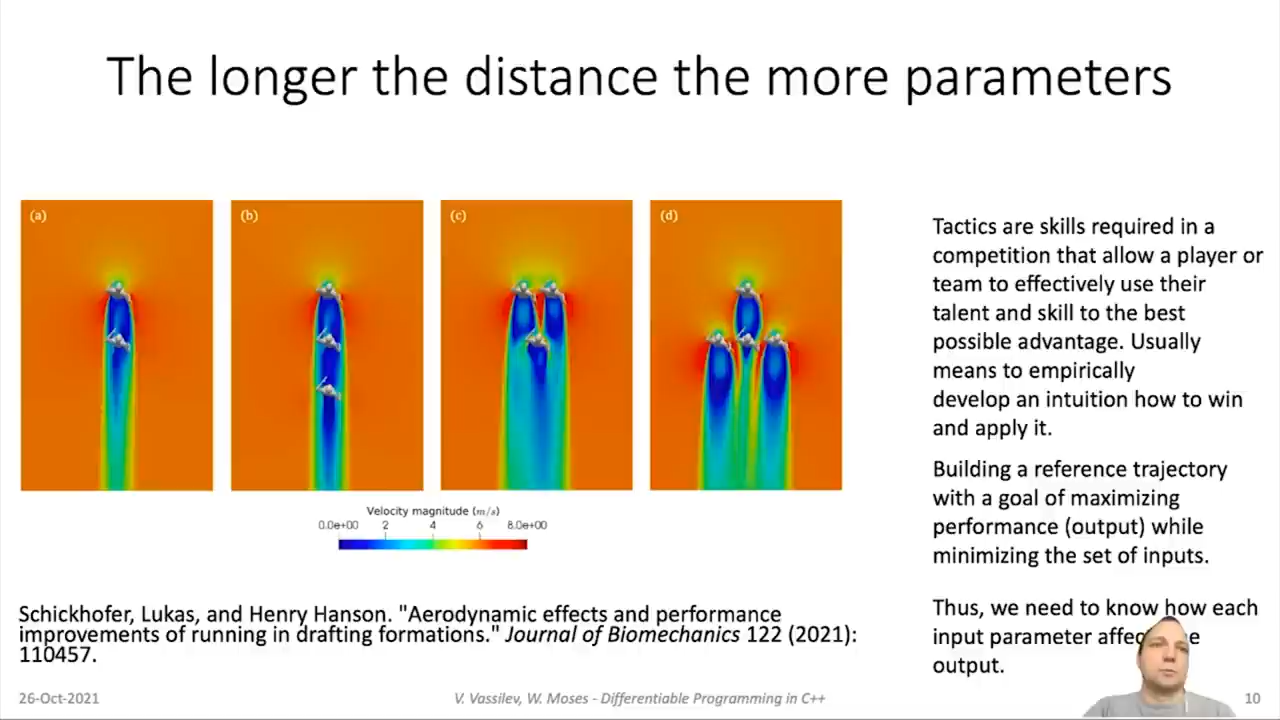 The longer the distance the more parameters
(a)
(b)
(c)
(d)
Velocity magnitude (m/s)
0.0e+00 2 4 6 8.0e+00
Schickhofer, Lukas, and Henry Hanson. "Aerodynamic effects and performance
improvements of running in drafting formations." Journal of Biomechanics 122 (2021):
110457.
Tactics are skills required in a
competition that allow a player or
team to effectively use their
talent and skill to the best
possible advantage. Usually
means to empirically
develop an intuition how to win
and apply it.
Building a reference trajectory
with a goal of maximizing
performance (output) while
minimizing the set of inputs.
Thus, we need to know how each
input parameter
output.
26-Oct-2021
V. Vassilev, W. Moses - Differentiable Programming in C++
10